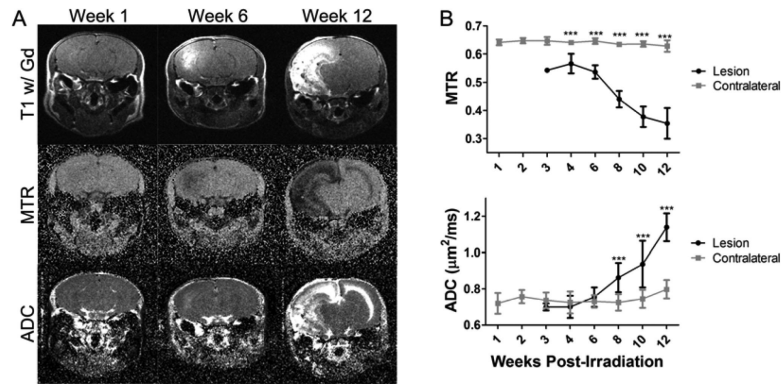 A
Week 1 Week 6 Week 12
T1 w/ Gd
MTR
ADC
B
0.7
0.6
0.5
0.4
0.3
MTR
*** *** *** *** ***
1 2 3 4 6 8 10 12
Lesion
Contralateral
1.2
1.0
0.8
0.6
ADC (μm²/ms)
*** *** ***
1 2 3 4 6 8 10 12
Weeks Post-Irradiation
Lesion
Contralateral